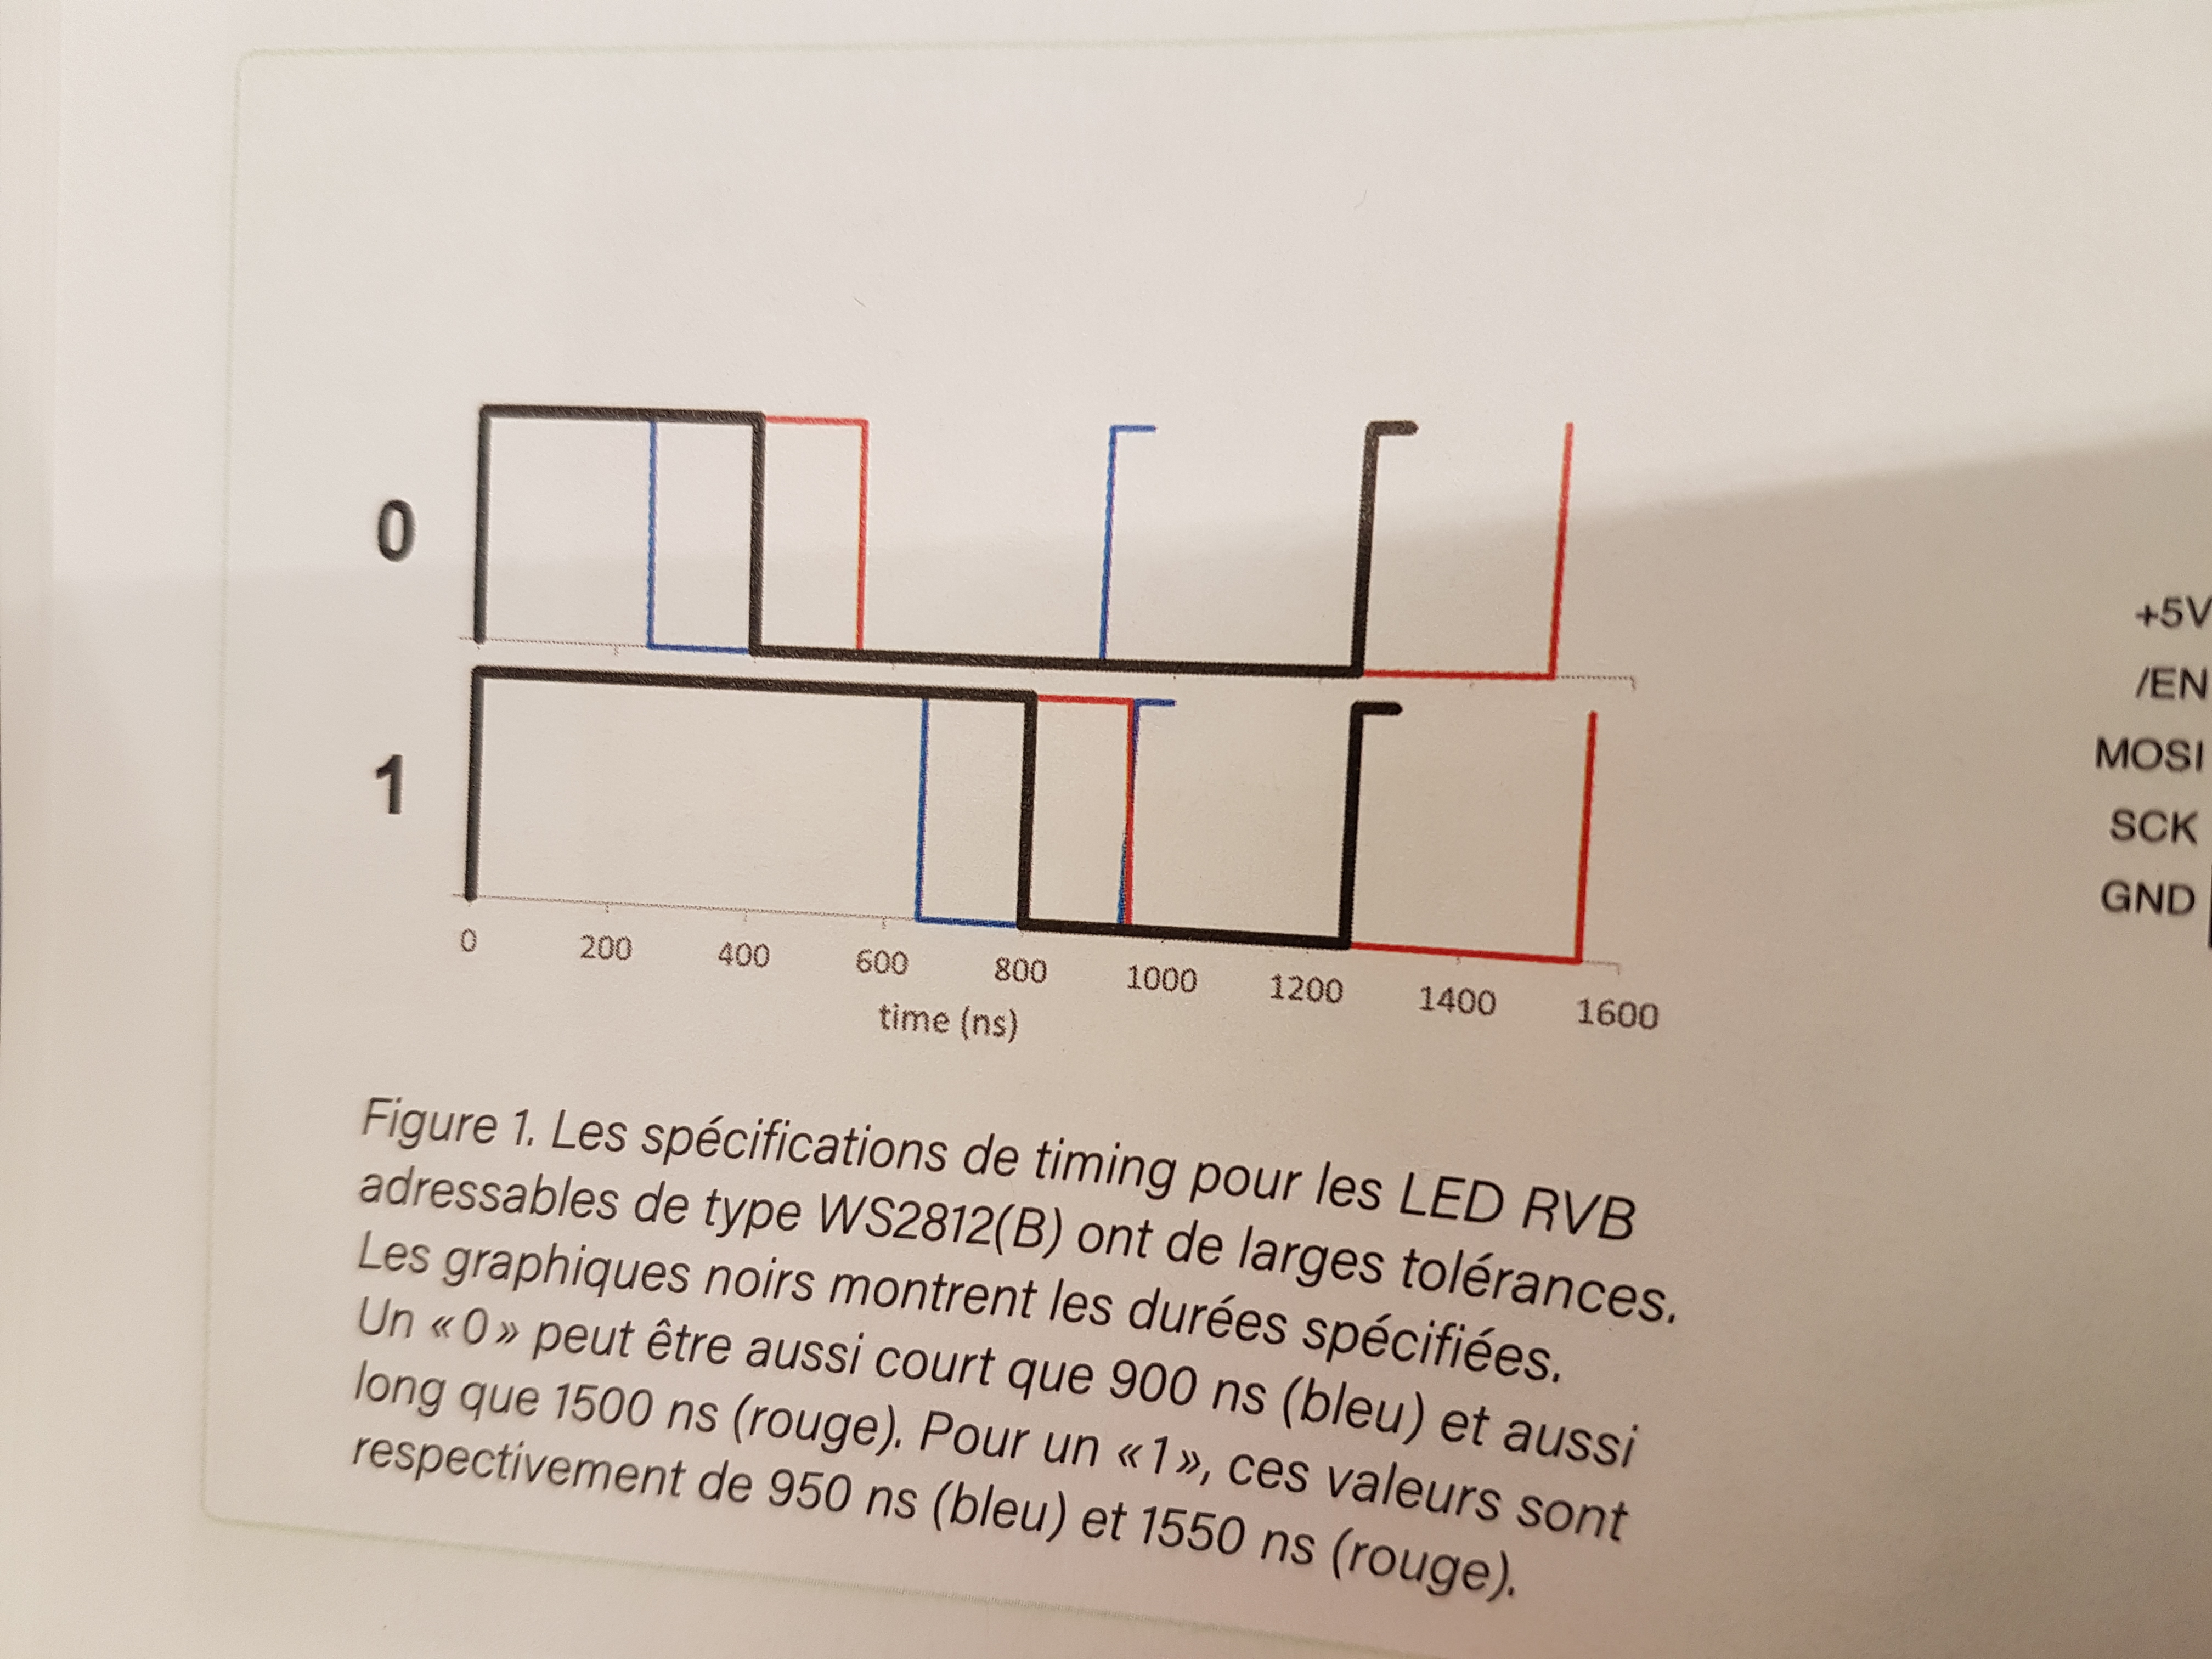 0
1
0 200 400 600 800 1000 1200 1400 1600
time (ns)
Figure 1. Les spécifications de timing pour les LED RVB
adressables de type WS2812(B) ont de larges tolérances.
Les graphiques noirs montrent les durées spécifiées.
Un « 0 » peut être aussi court que 900 ns (bleu) et aussi
long que 1500 ns (rouge). Pour un « 1 », ces valeurs sont
respectivement de 950 ns (bleu) et 1550 ns (rouge).
+5V
/EN
MOSI
SCK
GND